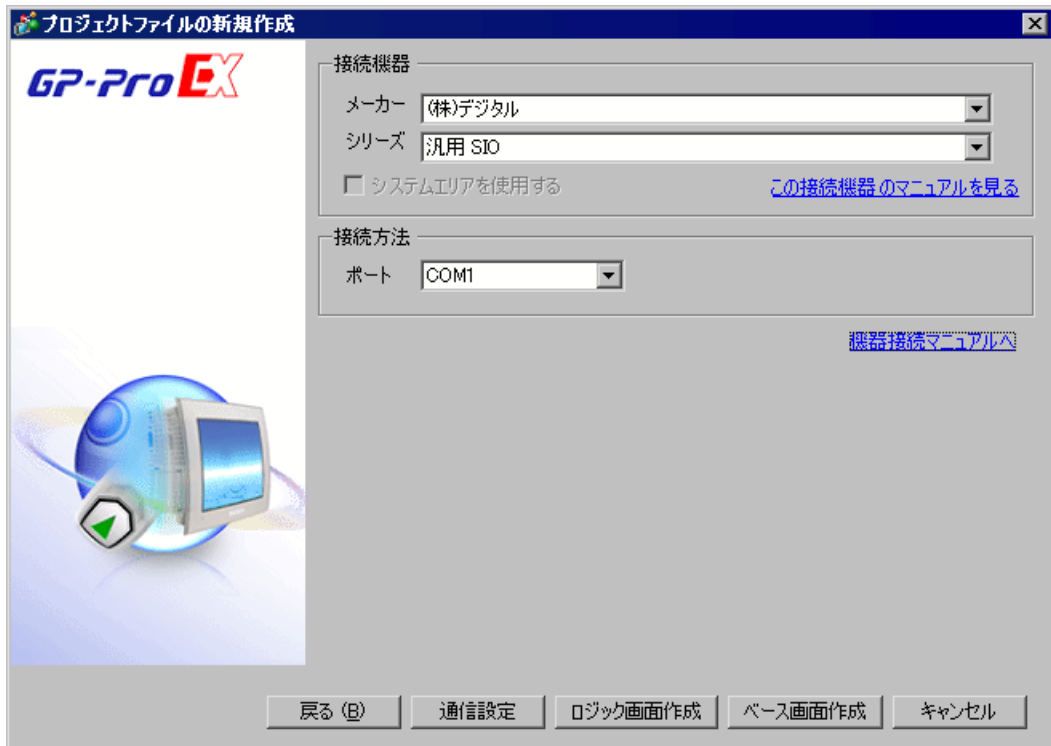 プロジェクトファイルの新規作成
GP-Pro EX
接続機器
メーカー (株)デジタル
シリーズ 汎用 SIO
システムエリアを使用する この接続機器のマニュアルを見る
接続方法
ポート COM1
機器接続マニュアルへ
戻る (B) 通信設定 ロジック画面作成 ベース画面作成 キャンセル